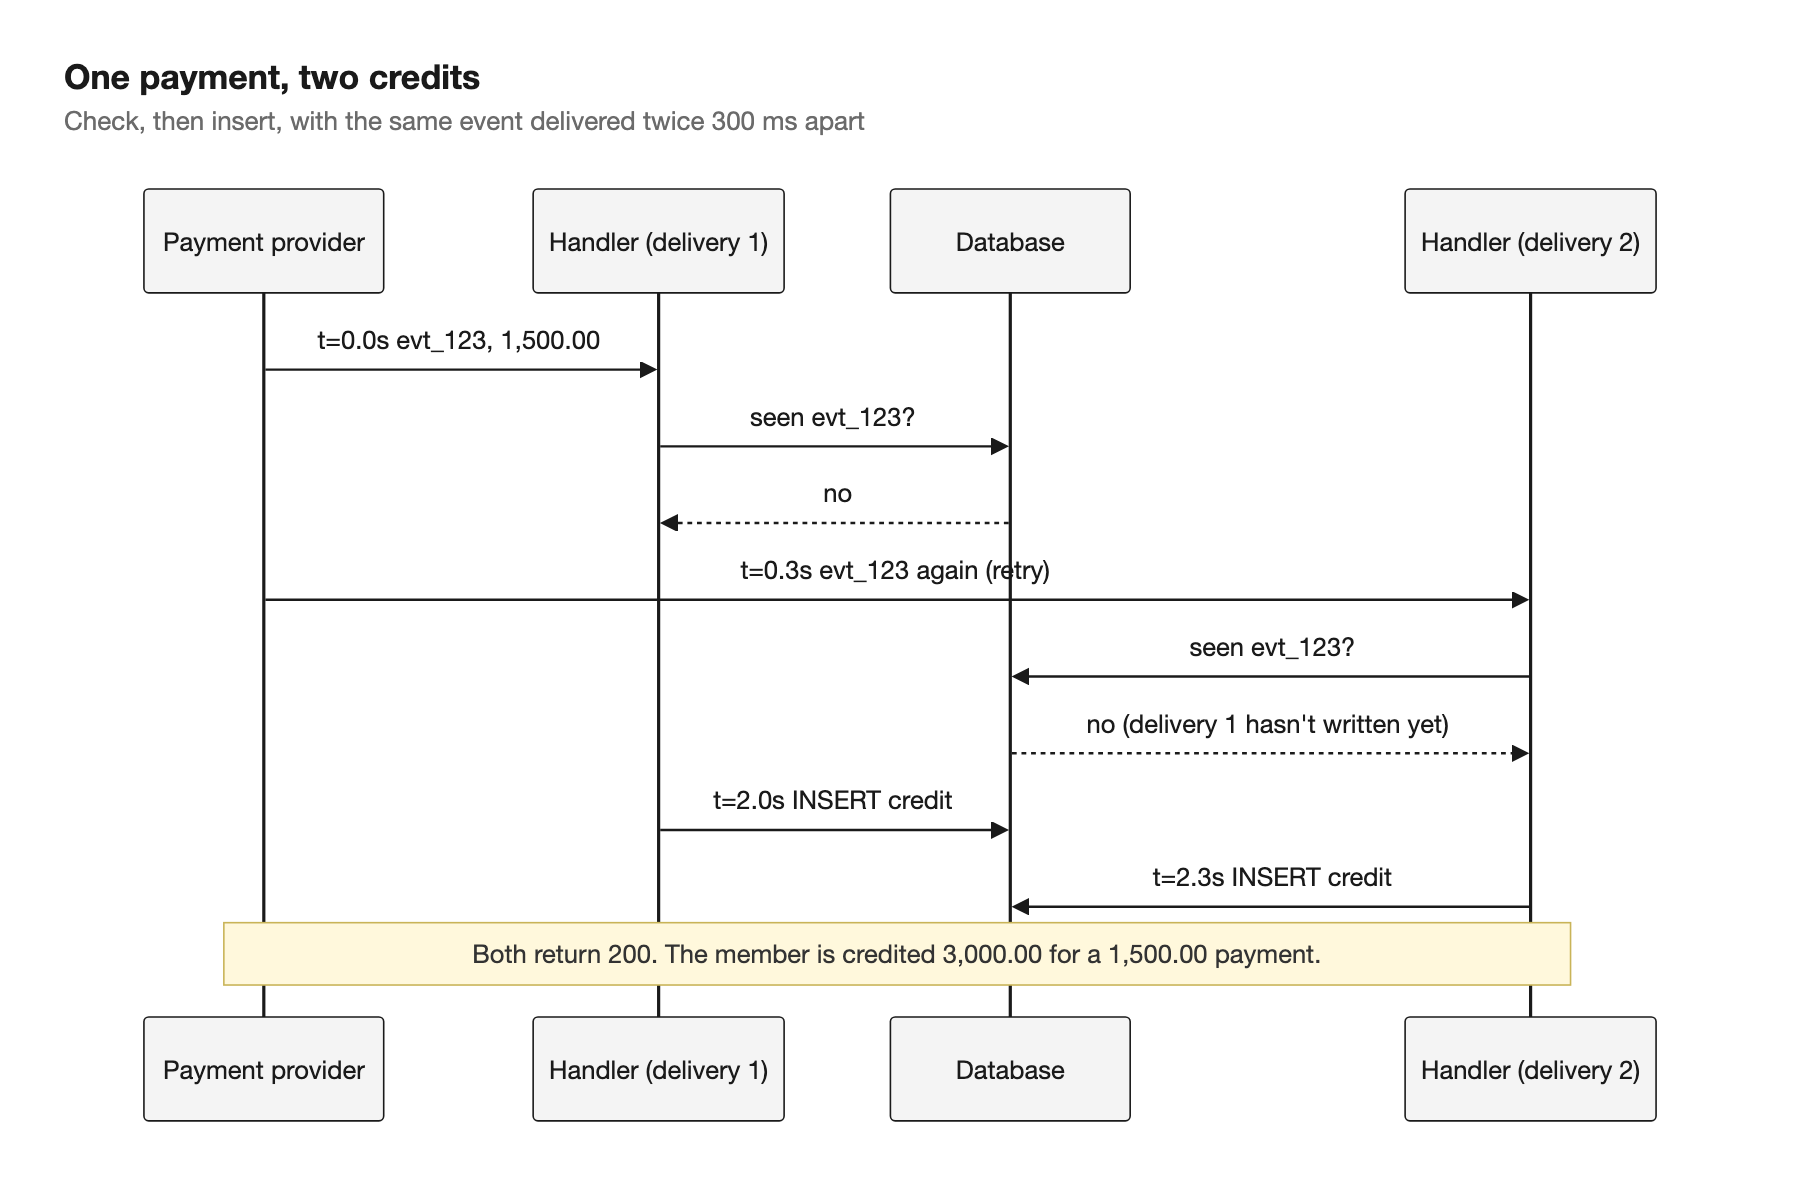 One payment, two credits
Check, then insert, with the same event delivered twice 300 ms apart
Payment provider
Handler (delivery 1)
Database
Handler (delivery 2)
t=0.0s evt_123, 1,500.00
seen evt_123?
no
t=0.3s evt_123 again (retry)
seen evt_123?
no (delivery 1 hasn't written yet)
t=2.0s INSERT credit
t=2.3s INSERT credit
Both return 200. The member is credited 3,000.00 for a 1,500.00 payment.
Payment provider
Handler (delivery 1)
Database
Handler (delivery 2)